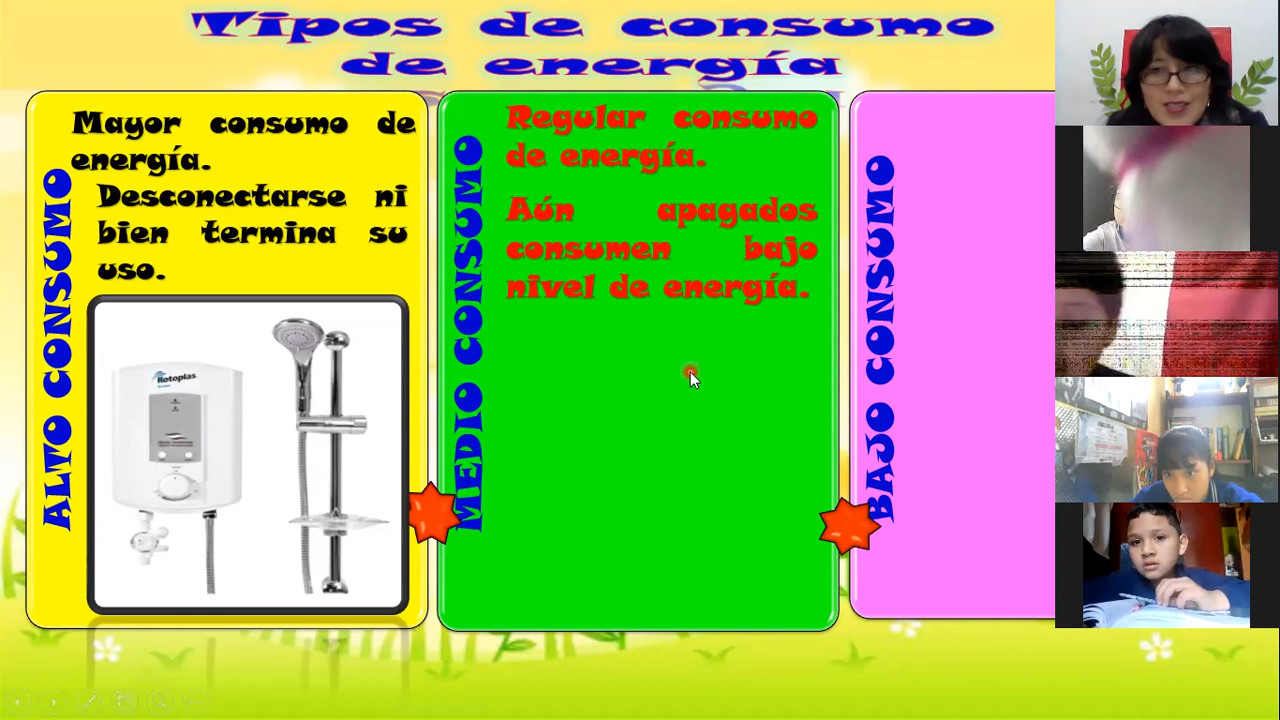 Tipos de consumo
de energía
ALTO CONSUMO
Mayor consumo de
energía.
Desconectarse ni
bien termina su
uso.
Rotoplas
MEDIO CONSUMO
Regular consumo
de energía.
Aún apagados
consumen bajo
nivel de energía.
BAJO CONSUMO